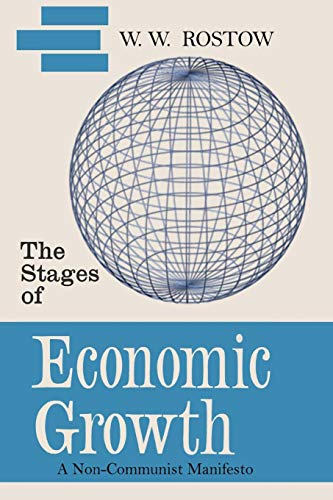 W. W. ROSTOW
The
Stages
of
Economic
Growth
A Non-Communist Manifesto